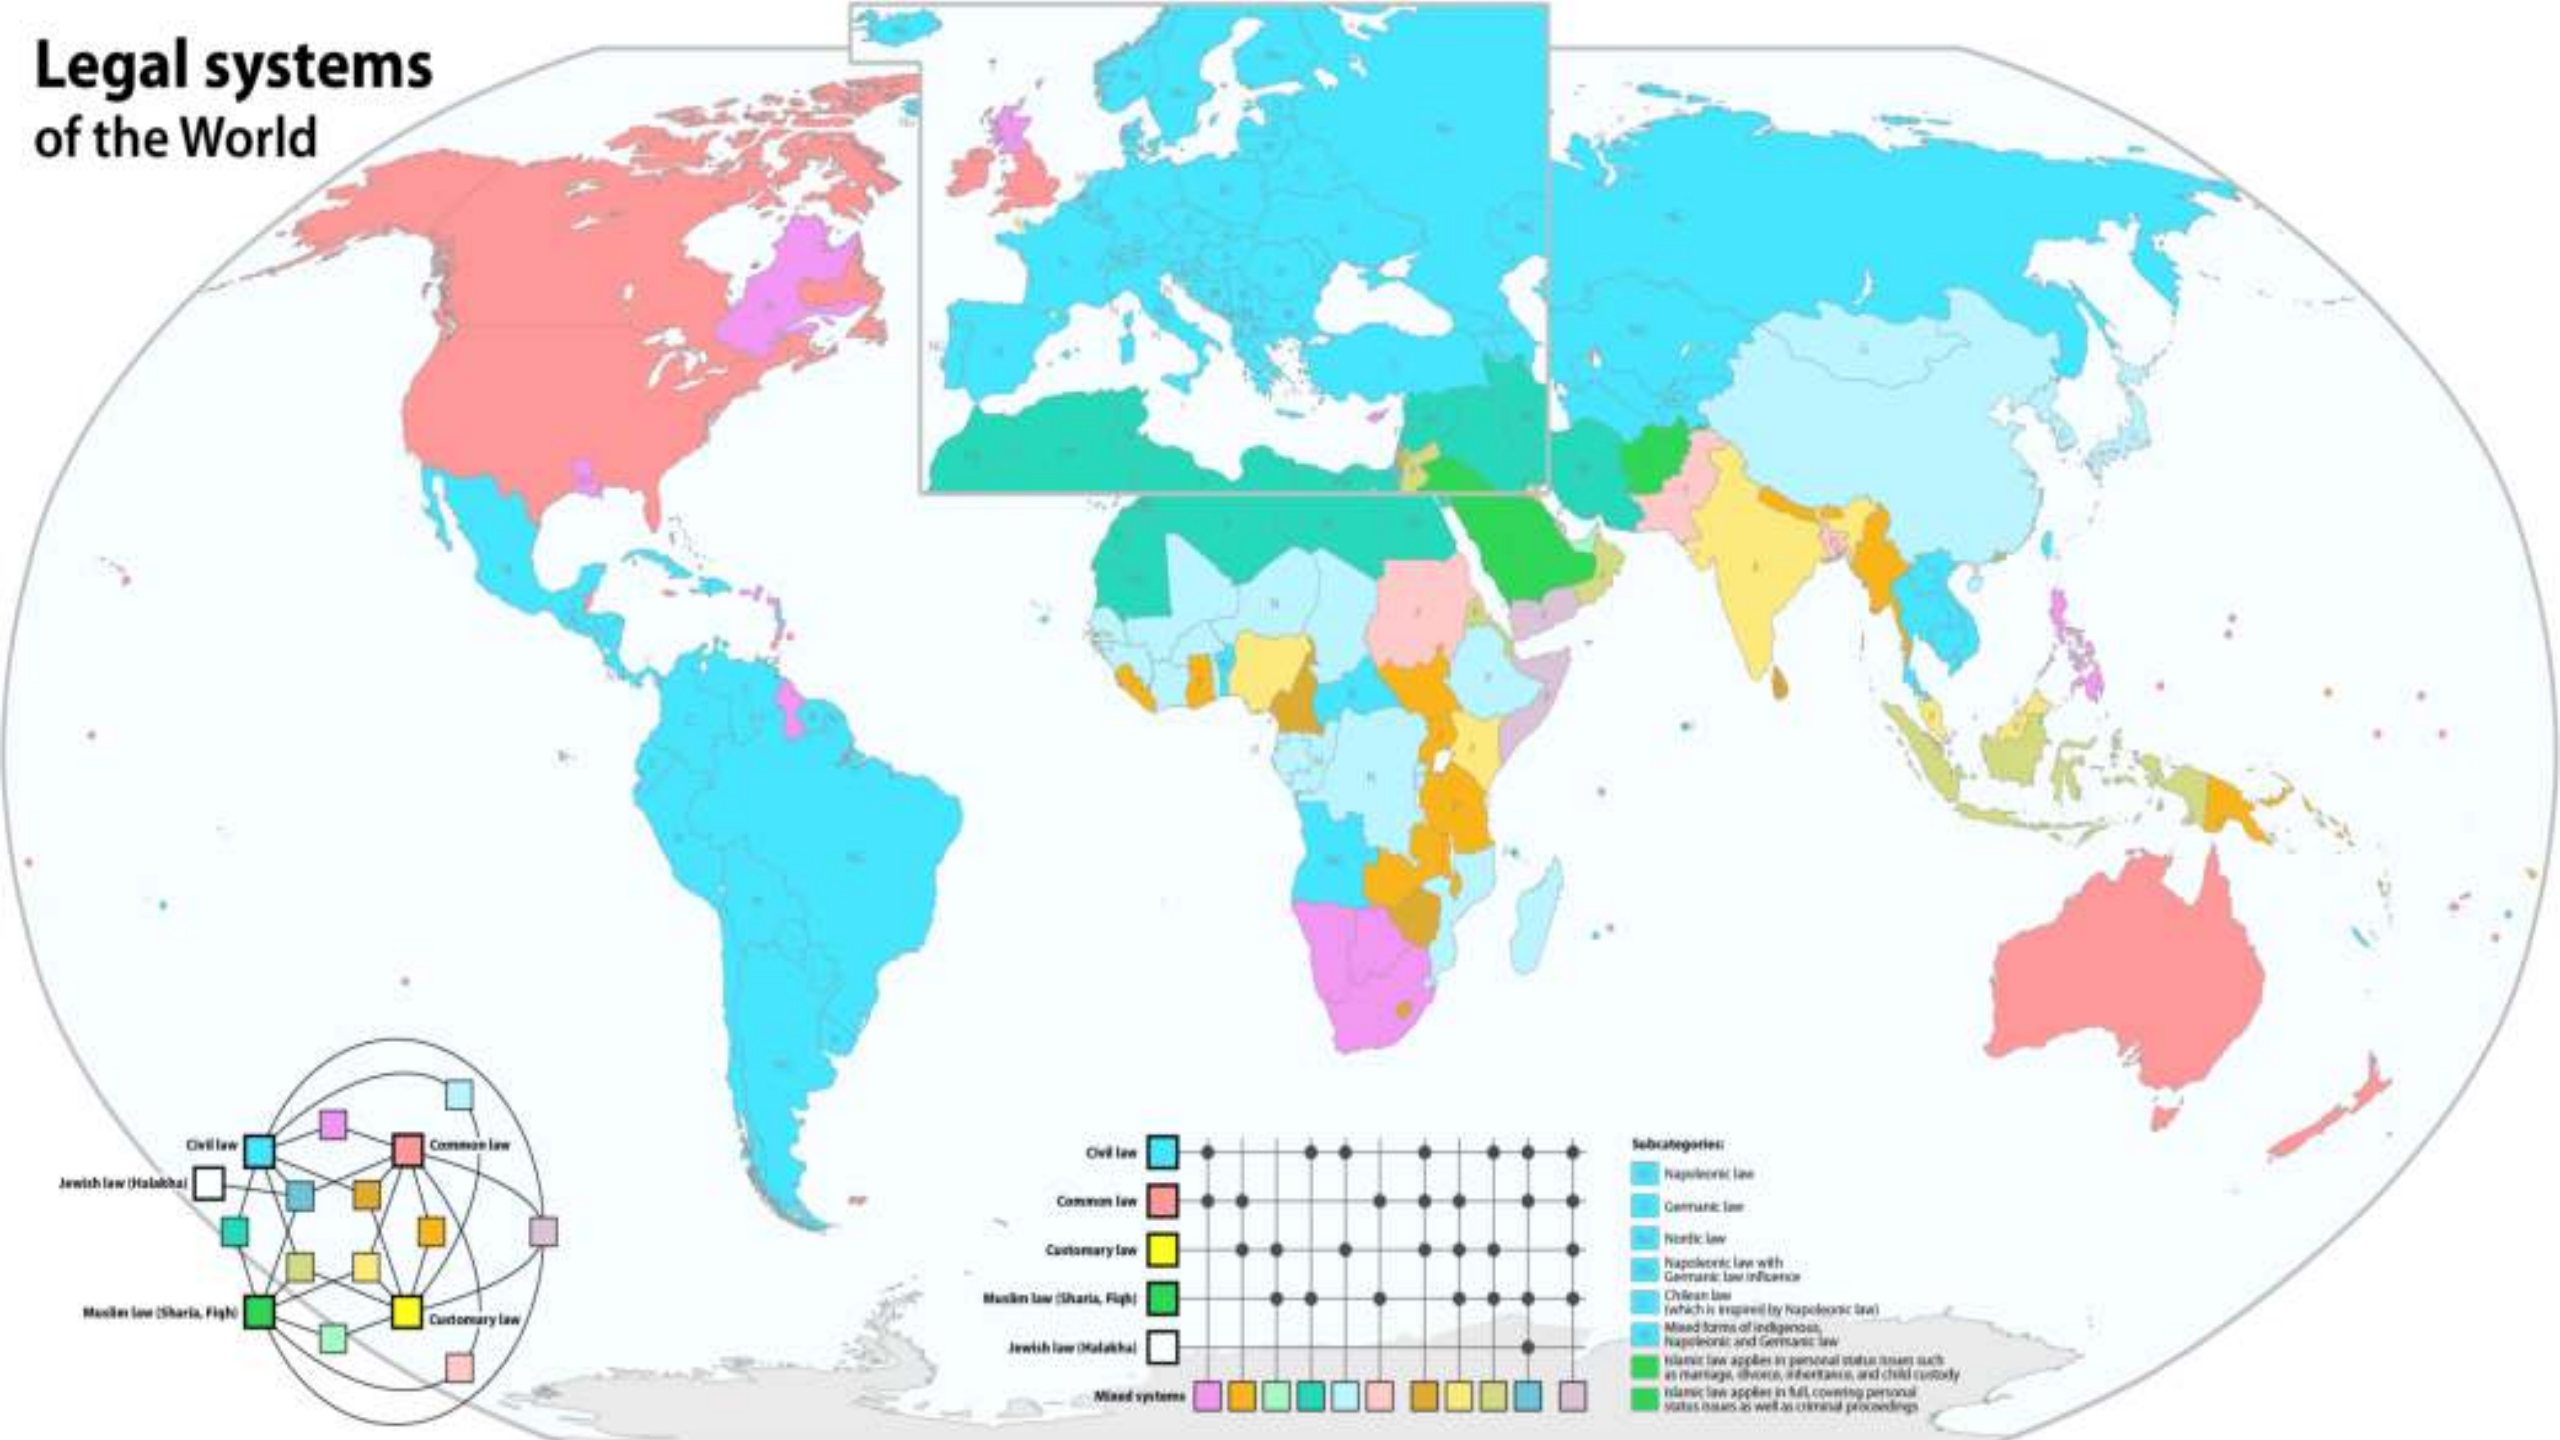 Legal systems
of the World
Civil law
Common law
Jewish law (Halakha)
Muslim law (Sharia, Fiqh)
Customary law
Civil law
Common law
Customary law
Muslim law (Sharia, Fiqh)
Jewish law (Halakha)
Mixed systems
Subcategories:
Napoleonic law
Germanic law
Nordic law
Napoleonic law with
Germanic law influence
Chilean law
(which is inspired by Napoleonic law)
Mixed forms of indigenous,
Napoleonic and Germanic law
Islamic law applies in personal status issues such
as marriage, divorce, inheritance, and child custody
Islamic law applies in full, covering personal
status issues as well as criminal proceedings